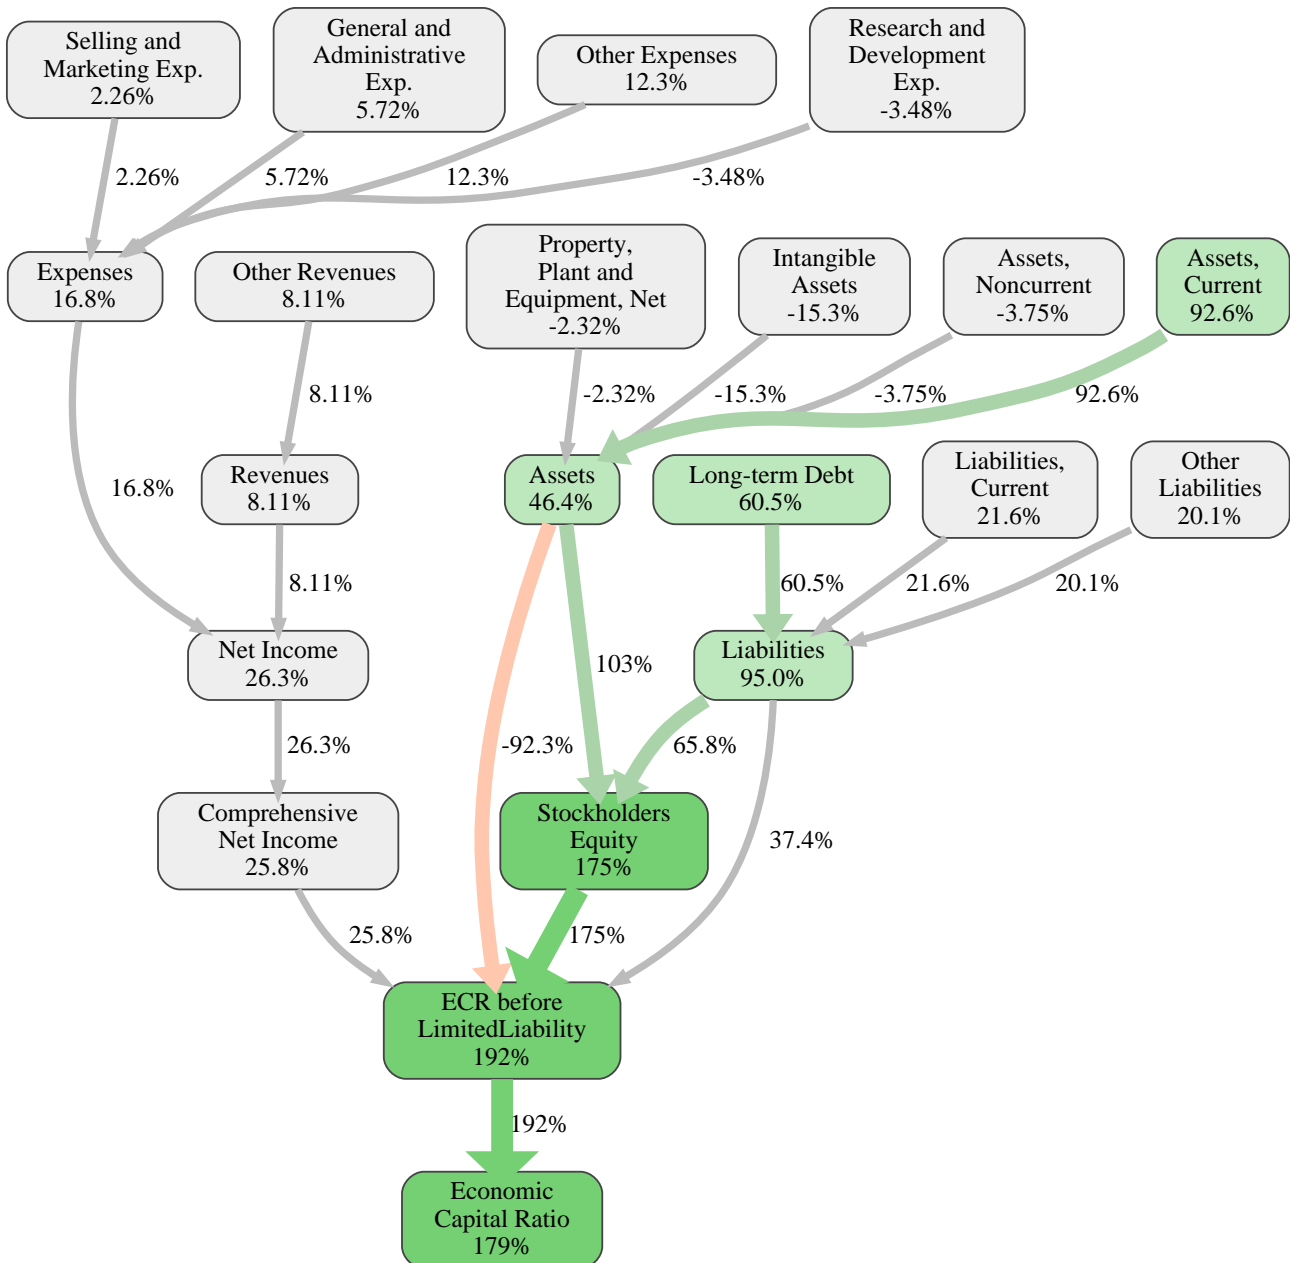 Selling and
Marketing Exp.
2.26%
General and
Administrative
Exp.
5.72%
Other Expenses
12.3%
Research and
Development
Exp.
-3.48%
2.26%
5.72%
12.3%
-3.48%
Expenses
16.8%
Other Revenues
8.11%
Property,
Plant and
Equipment, Net
-2.32%
Intangible
Assets
-15.3%
Assets,
Noncurrent
-3.75%
Assets,
Current
92.6%
8.11%
-2.32%
-15.3%
-3.75%
92.6%
16.8%
Revenues
8.11%
Assets
46.4%
Long-term Debt
60.5%
Liabilities,
Current
21.6%
Other
Liabilities
20.1%
8.11%
60.5%
21.6%
20.1%
Net Income
26.3%
103%
Liabilities
95.0%
26.3%
-92.3%
65.8%
Comprehensive
Net Income
25.8%
Stockholders
Equity
175%
37.4%
25.8%
175%
ECR before
LimitedLiability
192%
192%
Economic
Capital Ratio
179%